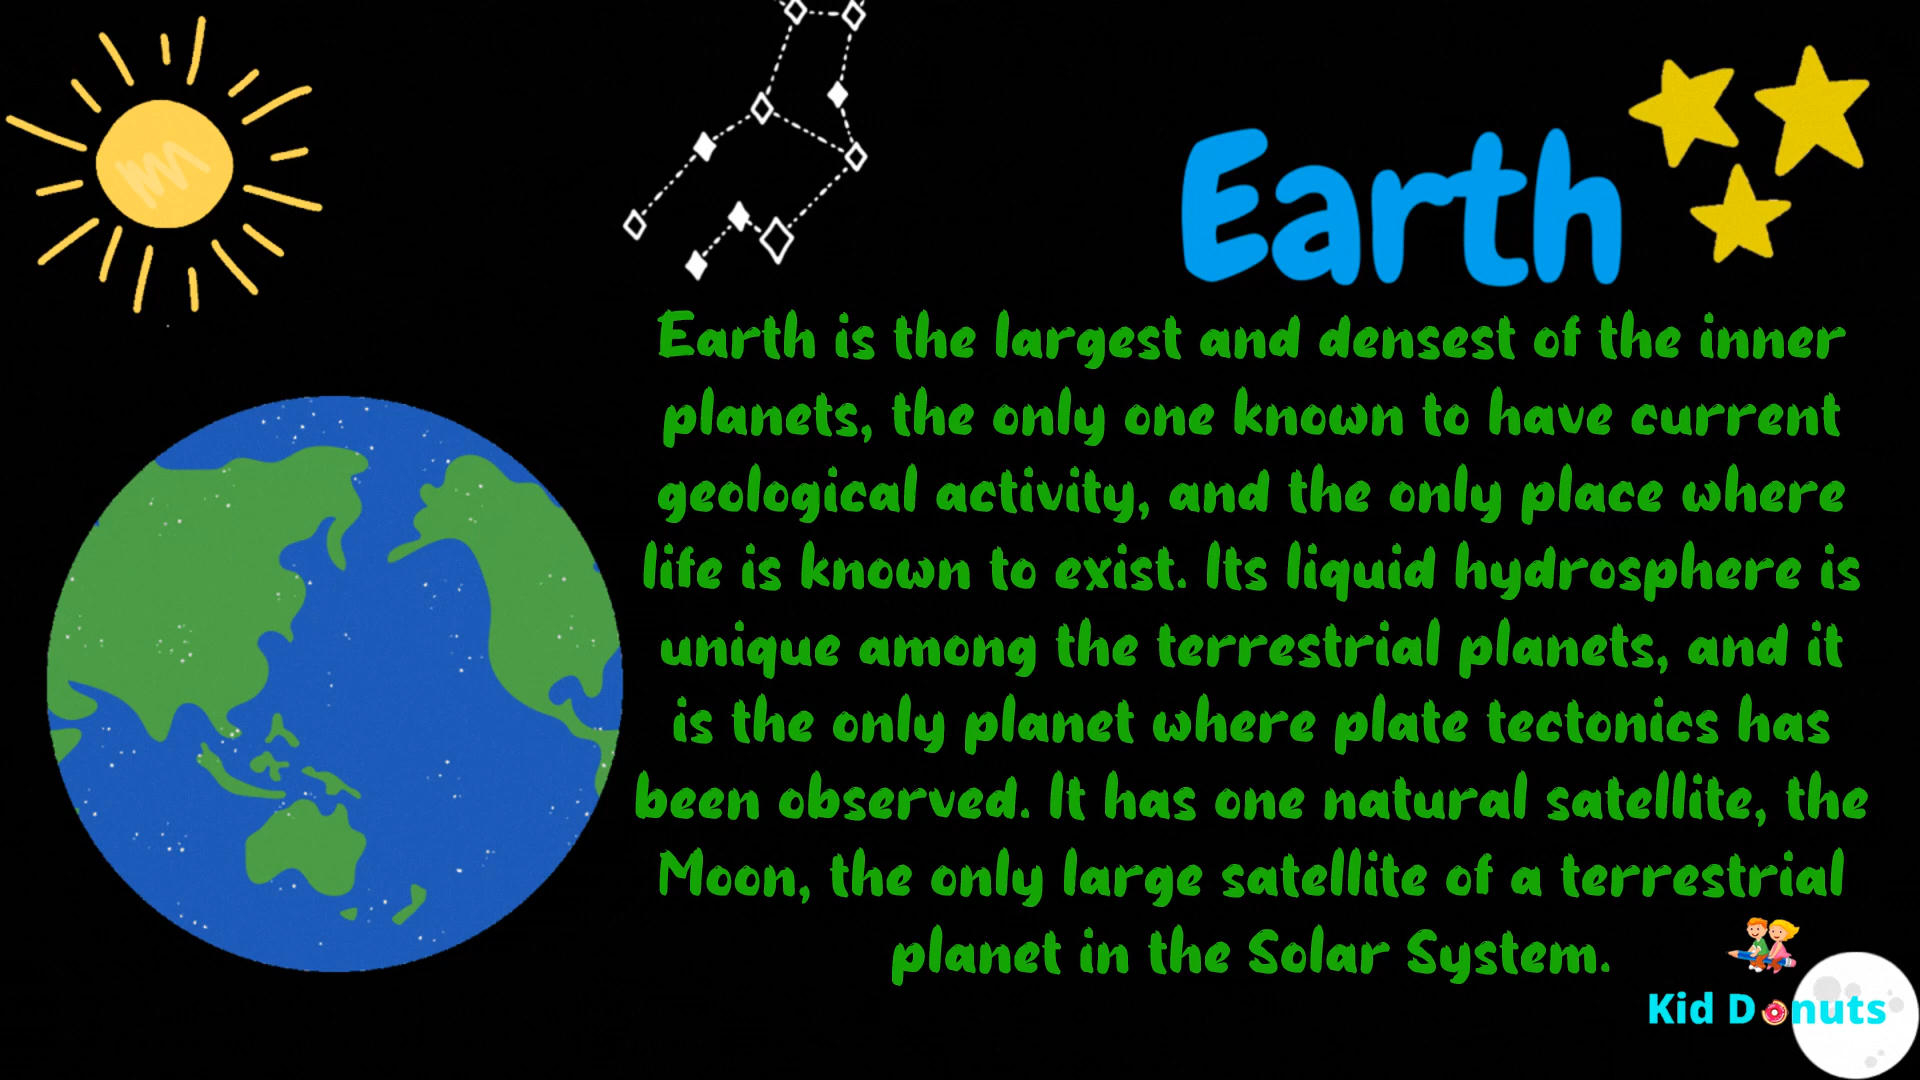 Earth
Earth is the largest and densest of the inner
planets, the only one known to have current
geological activity, and the only place where
life is known to exist. Its liquid hydrosphere is
unique among the terrestrial planets, and it
is the only planet where plate tectonics has
been observed. It has one natural satellite, the
Moon, the only large satellite of a terrestrial
planet in the Solar System.
Kid Donuts